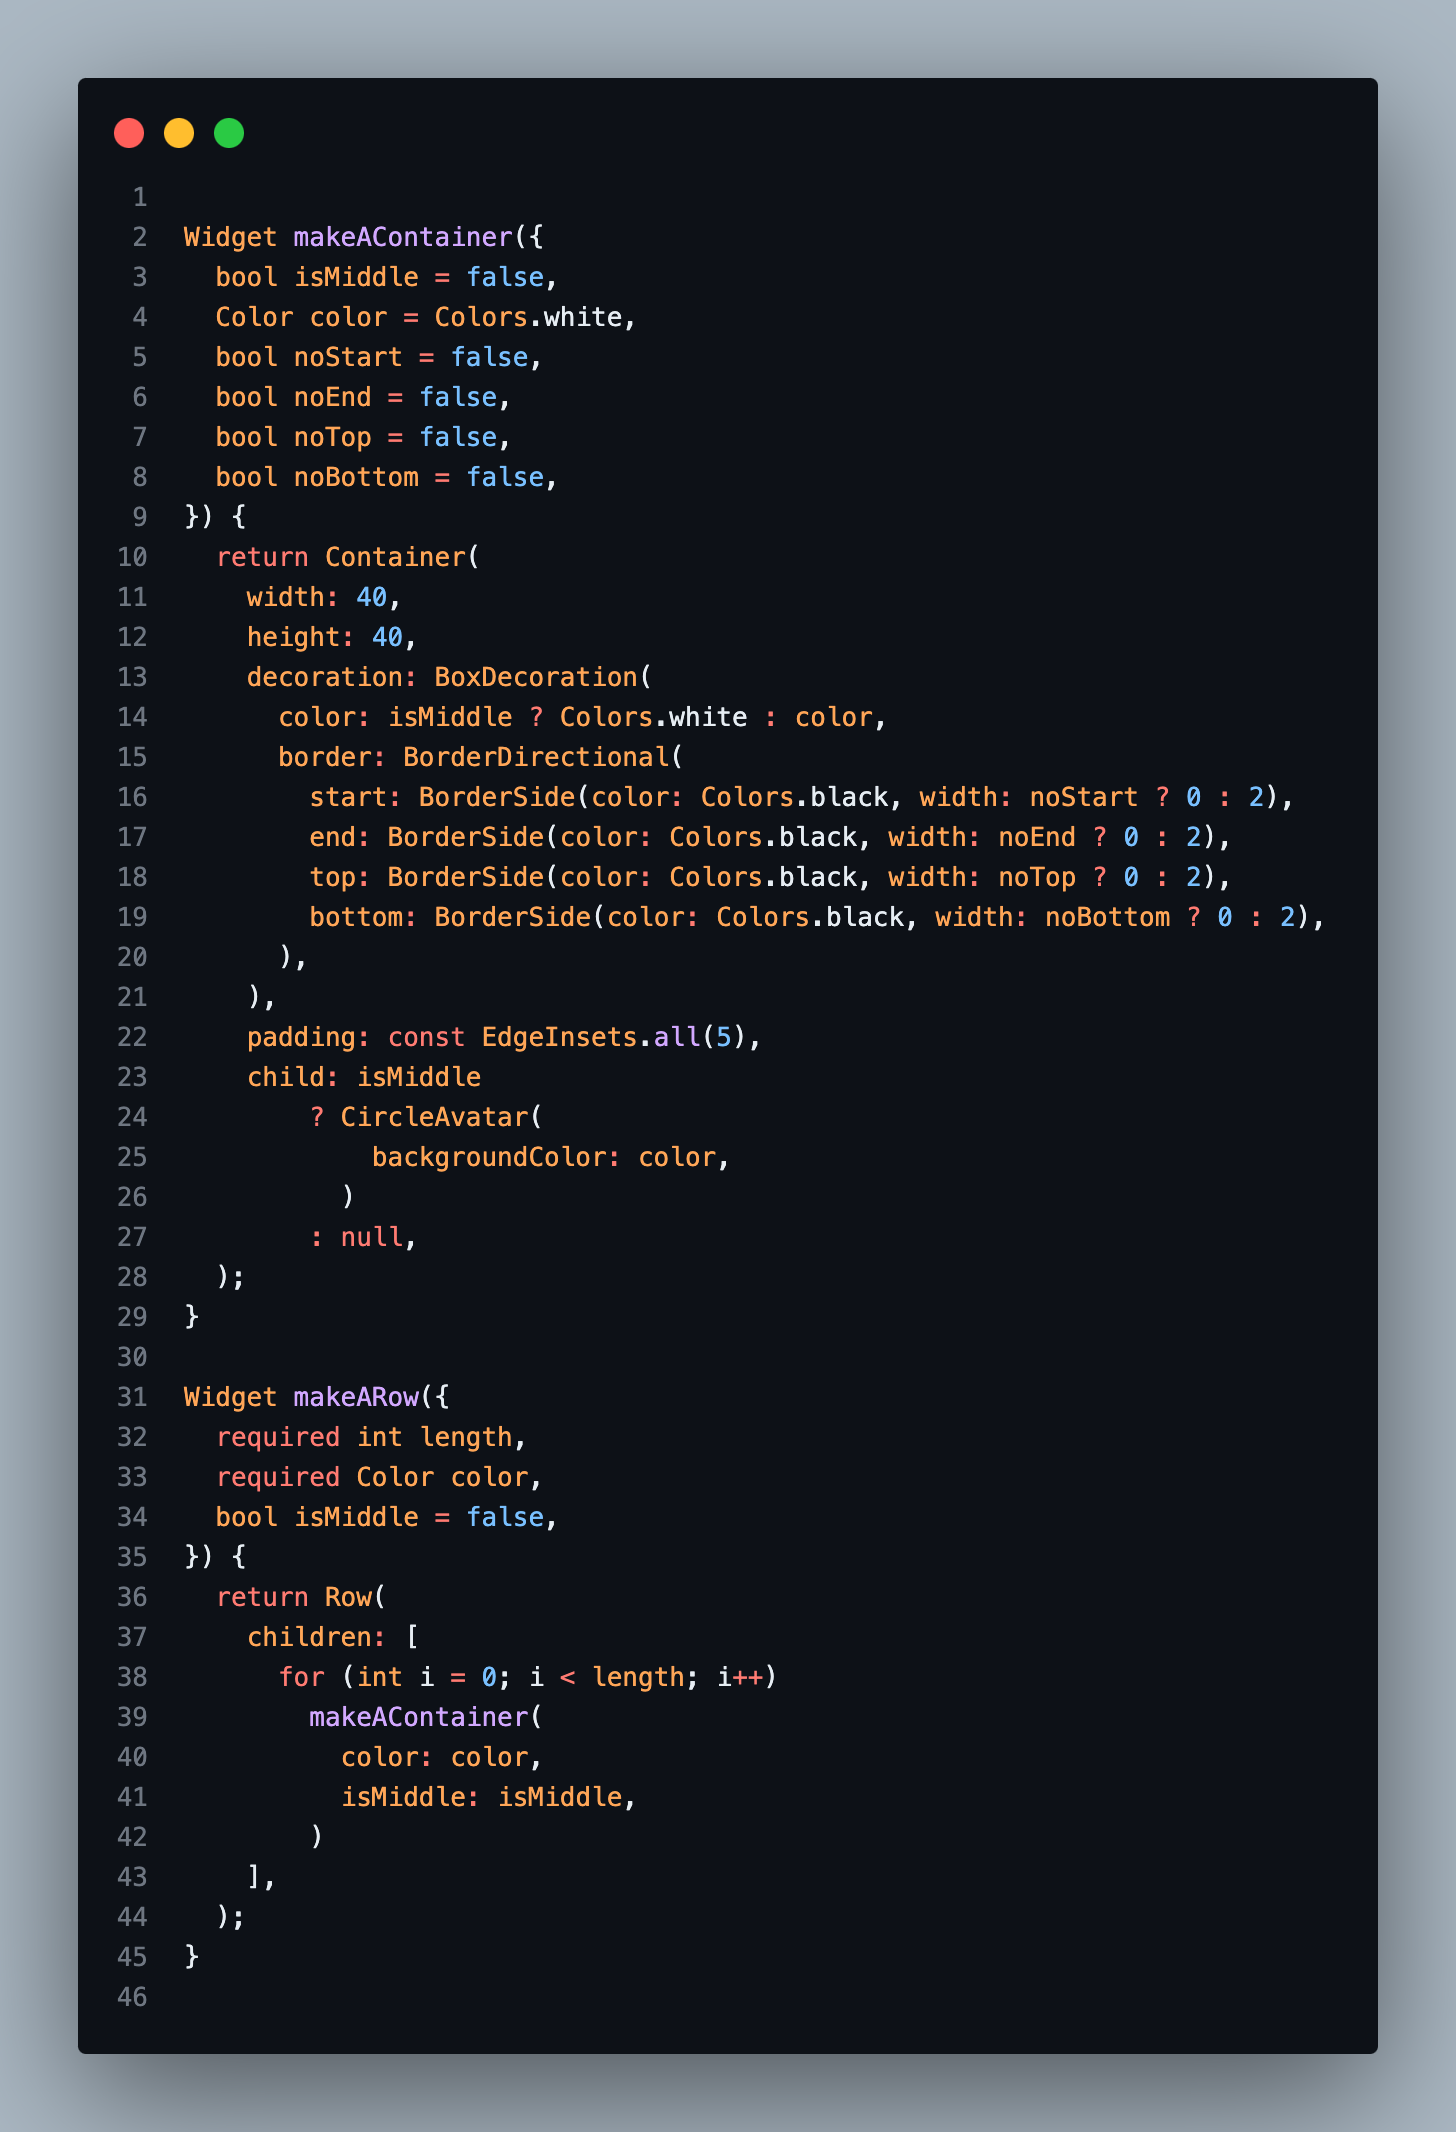 1
2 Widget makeAContainer({
3   bool isMiddle = false,
4   Color color = Colors.white,
5   bool noStart = false,
6   bool noEnd = false,
7   bool noTop = false,
8   bool noBottom = false,
9 }) {
10   return Container(
11     width: 40,
12     height: 40,
13     decoration: BoxDecoration(
14       color: isMiddle ? Colors.white : color,
15       border: BorderDirectional(
16         start: BorderSide(color: Colors.black, width: noStart ? 0 : 2),
17         end: BorderSide(color: Colors.black, width: noEnd ? 0 : 2),
18         top: BorderSide(color: Colors.black, width: noTop ? 0 : 2),
19         bottom: BorderSide(color: Colors.black, width: noBottom ? 0 : 2),
20       ),
21     ),
22     padding: const EdgeInsets.all(5),
23     child: isMiddle
24         ? CircleAvatar(
25             backgroundColor: color,
26           )
27         : null,
28   );
29 }
30
31 Widget makeARow({
32   required int length,
33   required Color color,
34   bool isMiddle = false,
35 }) {
36   return Row(
37     children: [
38       for (int i = 0; i < length; i++)
39         makeAContainer(
40           color: color,
41           isMiddle: isMiddle,
42         )
43     ],
44   );
45 }
46